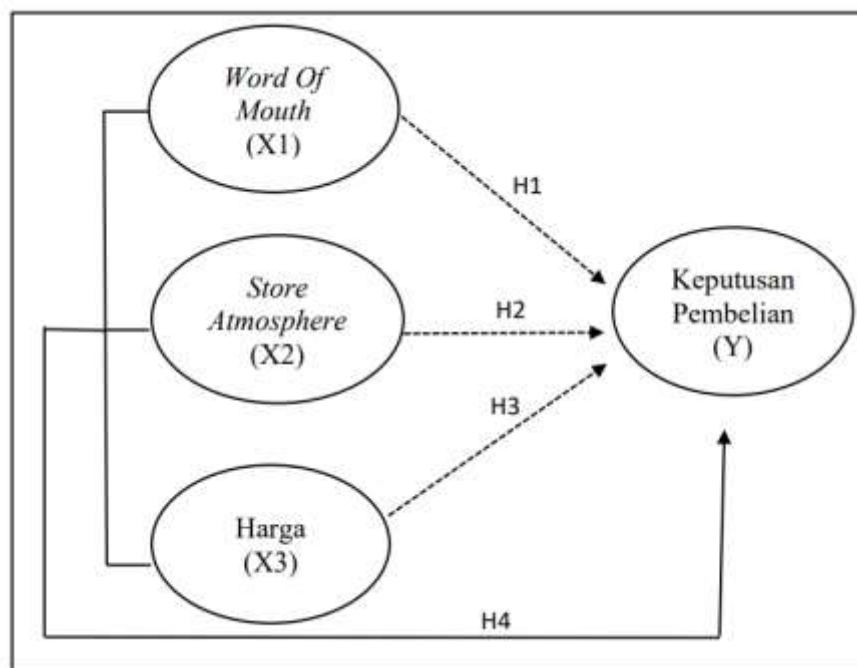 Word Of
Mouth
(X1)
H1
Store
Atmosphere
(X2)
H2
Keputusan
Pembelian
(Y)
H3
Harga
(X3)
H4